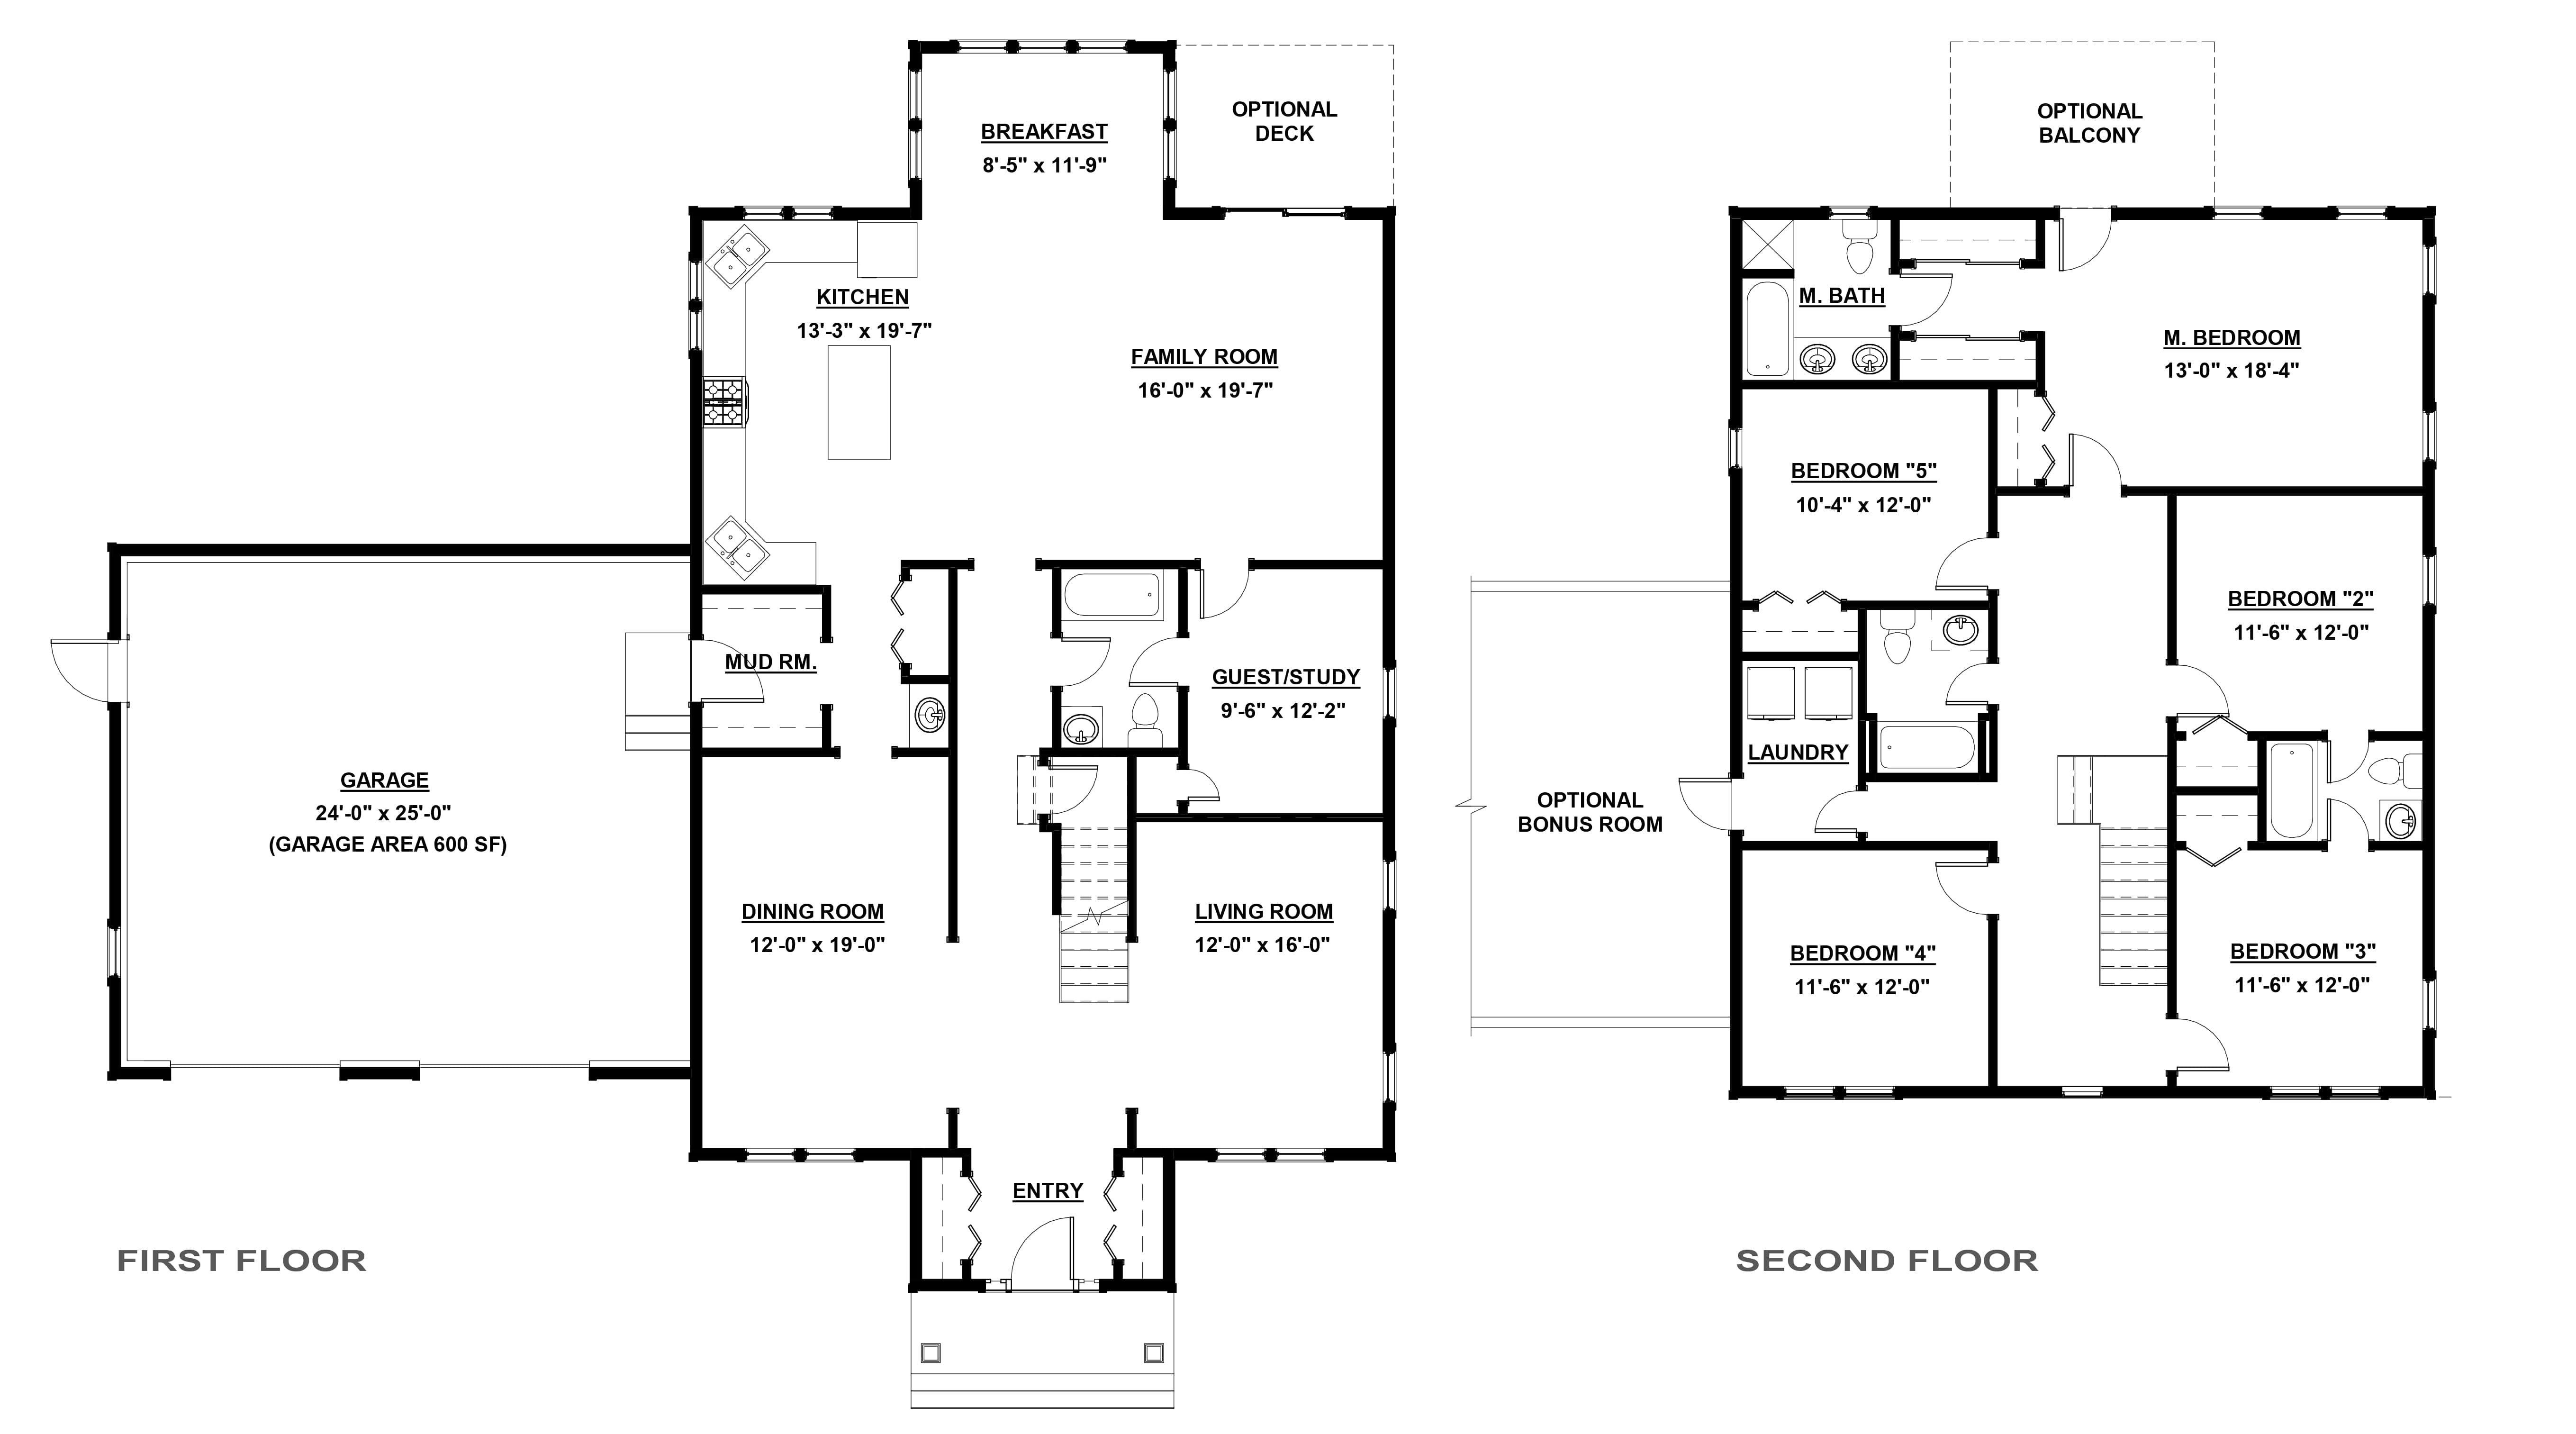 BREAKFAST
8'-5" x 11'-9"
OPTIONAL
DECK
KITCHEN
13'-3" x 19'-7"
FAMILY ROOM
16'-0" x 19'-7"
MUD RM.
GUEST/STUDY
9'-6" x 12'-2"
GARAGE
24'-0" x 25'-0"
(GARAGE AREA 600 SF)
DINING ROOM
12'-0" x 19'-0"
LIVING ROOM
12'-0" x 16'-0"
ENTRY
FIRST FLOOR
OPTIONAL
BALCONY
M. BATH
M. BEDROOM
13'-0" x 18'-4"
BEDROOM "5"
10'-4" x 12'-0"
BEDROOM "2"
11'-6" x 12'-0"
LAUNDRY
OPTIONAL
BONUS ROOM
BEDROOM "4"
11'-6" x 12'-0"
BEDROOM "3"
11'-6" x 12'-0"
SECOND FLOOR